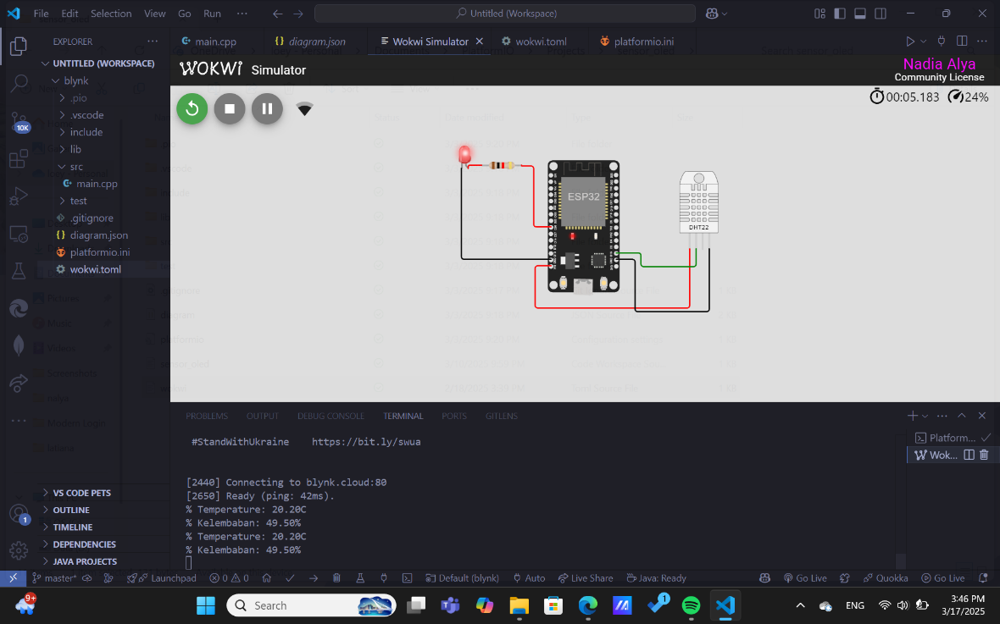 File Edit Selection View Go Run ··· Untitled (Workspace)
EXPLORER
main.cpp diagram.json Wokwi Simulator wokwi.toml platformio.ini
UNTITLED (WORKSPACE)
blynk
.pio
.vscode
include
lib
src
main.cpp
test
.gitignore
diagram.json
platformio.ini
wokwi.toml
VS CODE PETS
OUTLINE
TIMELINE
DEPENDENCIES
JAVA PROJECTS
10K
1
WOKWI Simulator
Nadia Alya
Community License
00:05.183 24%
ESP32
DHT22
PROBLEMS OUTPUT DEBUG CONSOLE TERMINAL PORTS GITLENS
#StandWithUkraine https://bit.ly/swua
[2440] Connecting to blynk.cloud:80
[2650] Ready (ping: 42ms).
% Temperature: 20.20C
% Kelembaban: 49.50%
% Temperature: 20.20C
% Kelembaban: 49.50%
Platform...
Wok...
master* Launchpad 0 0 Default (blynk) Auto Live Share Java: Ready Go Live Quokka Go Live
9+
Search
1
ENG
3:46 PM
3/17/2025